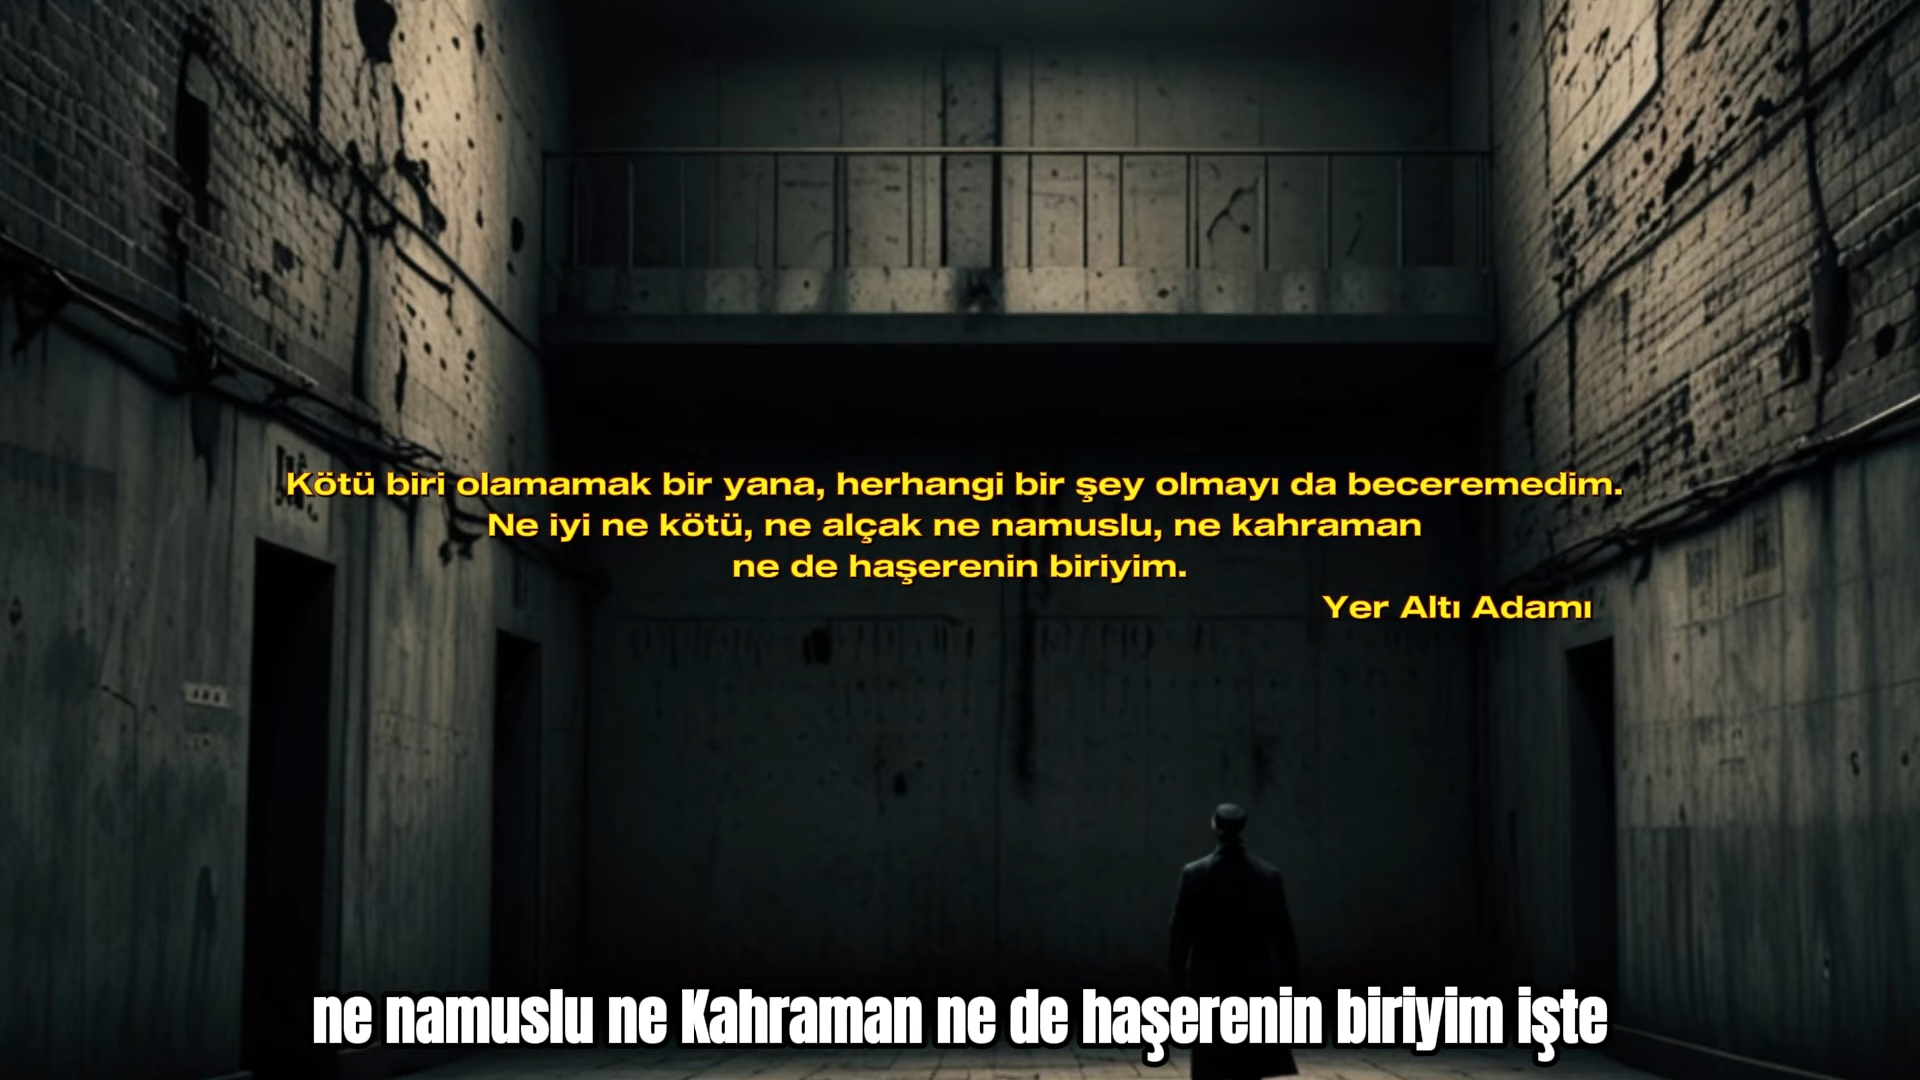 Kötü biri olamamak bir yana, herhangi bir şey olmayı da beceremedim.
Ne iyi ne kötü, ne alçak ne namuslu, ne kahraman
ne de haşerenin biriyim.
Yer Altı Adamı
ne namuslu ne Kahraman ne de haşerenin biriyim işte